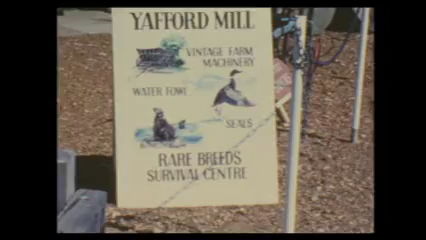 YAFFORD MILL
VINTAGE FARM
MACHINERY
WATER FOWL
SEALS
RARE BREEDS
SURVIVAL CENTRE